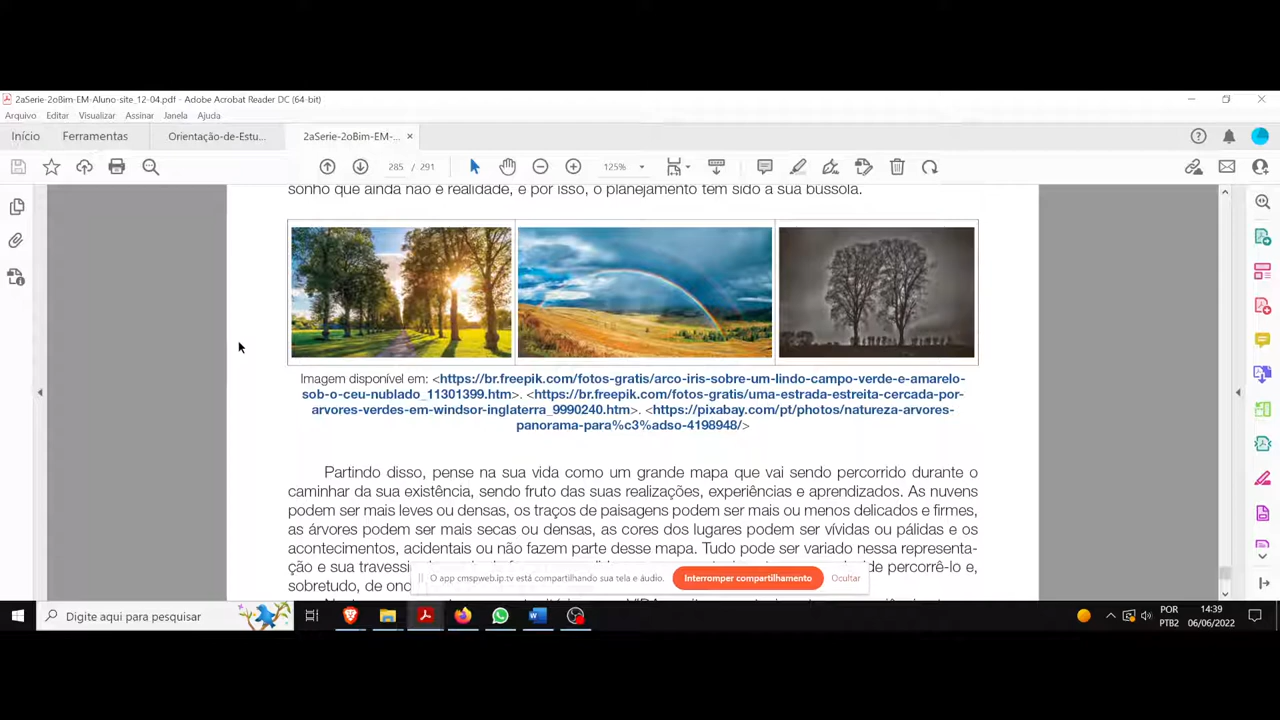 2aSerie-2oBim-EM-Aluno-site_12-04.pdf - Adobe Acrobat Reader DC (64-bit)
Arquivo Editar Visualizar Assinar Janela Ajuda
Início Ferramentas Orientação-de-Estu... 2aSerie-2oBim-EM-... ×
285 / 291 125%
sonho que ainda não é realidade, e por isso, o planejamento tem sido a sua bússola.
Imagem disponível em: <https://br.freepik.com/fotos-gratis/arco-iris-sobre-um-lindo-campo-verde-e-amarelo-
sob-o-ceu-nublado_11301399.htm>. <https://br.freepik.com/fotos-gratis/uma-estrada-estreita-cercada-por-
arvores-verdes-em-windsor-inglaterra_9990240.htm>. <https://pixabay.com/pt/photos/natureza-arvores-
panorama-para%c3%adso-4198948/>
Partindo disso, pense na sua vida como um grande mapa que vai sendo percorrido durante o
caminhar da sua existência, sendo fruto das suas realizações, experiências e aprendizados. As nuvens
podem ser mais leves ou densas, os traços de paisagens podem ser mais ou menos delicados e firmes,
as árvores podem ser mais secas ou densas, as cores dos lugares podem ser vívidas ou pálidas e os
acontecimentos, acidentais ou não fazem parte desse mapa. Tudo pode ser variado nessa representa-
ção e sua travessi
percorrê-lo e,
sobretudo, de ono
O app cmspweb.ip.tv está compartilhando sua tela e áudio. Interromper compartilhamento Ocultar
Digite aqui para pesquisar
POR 14:39
PTB2 06/06/2022